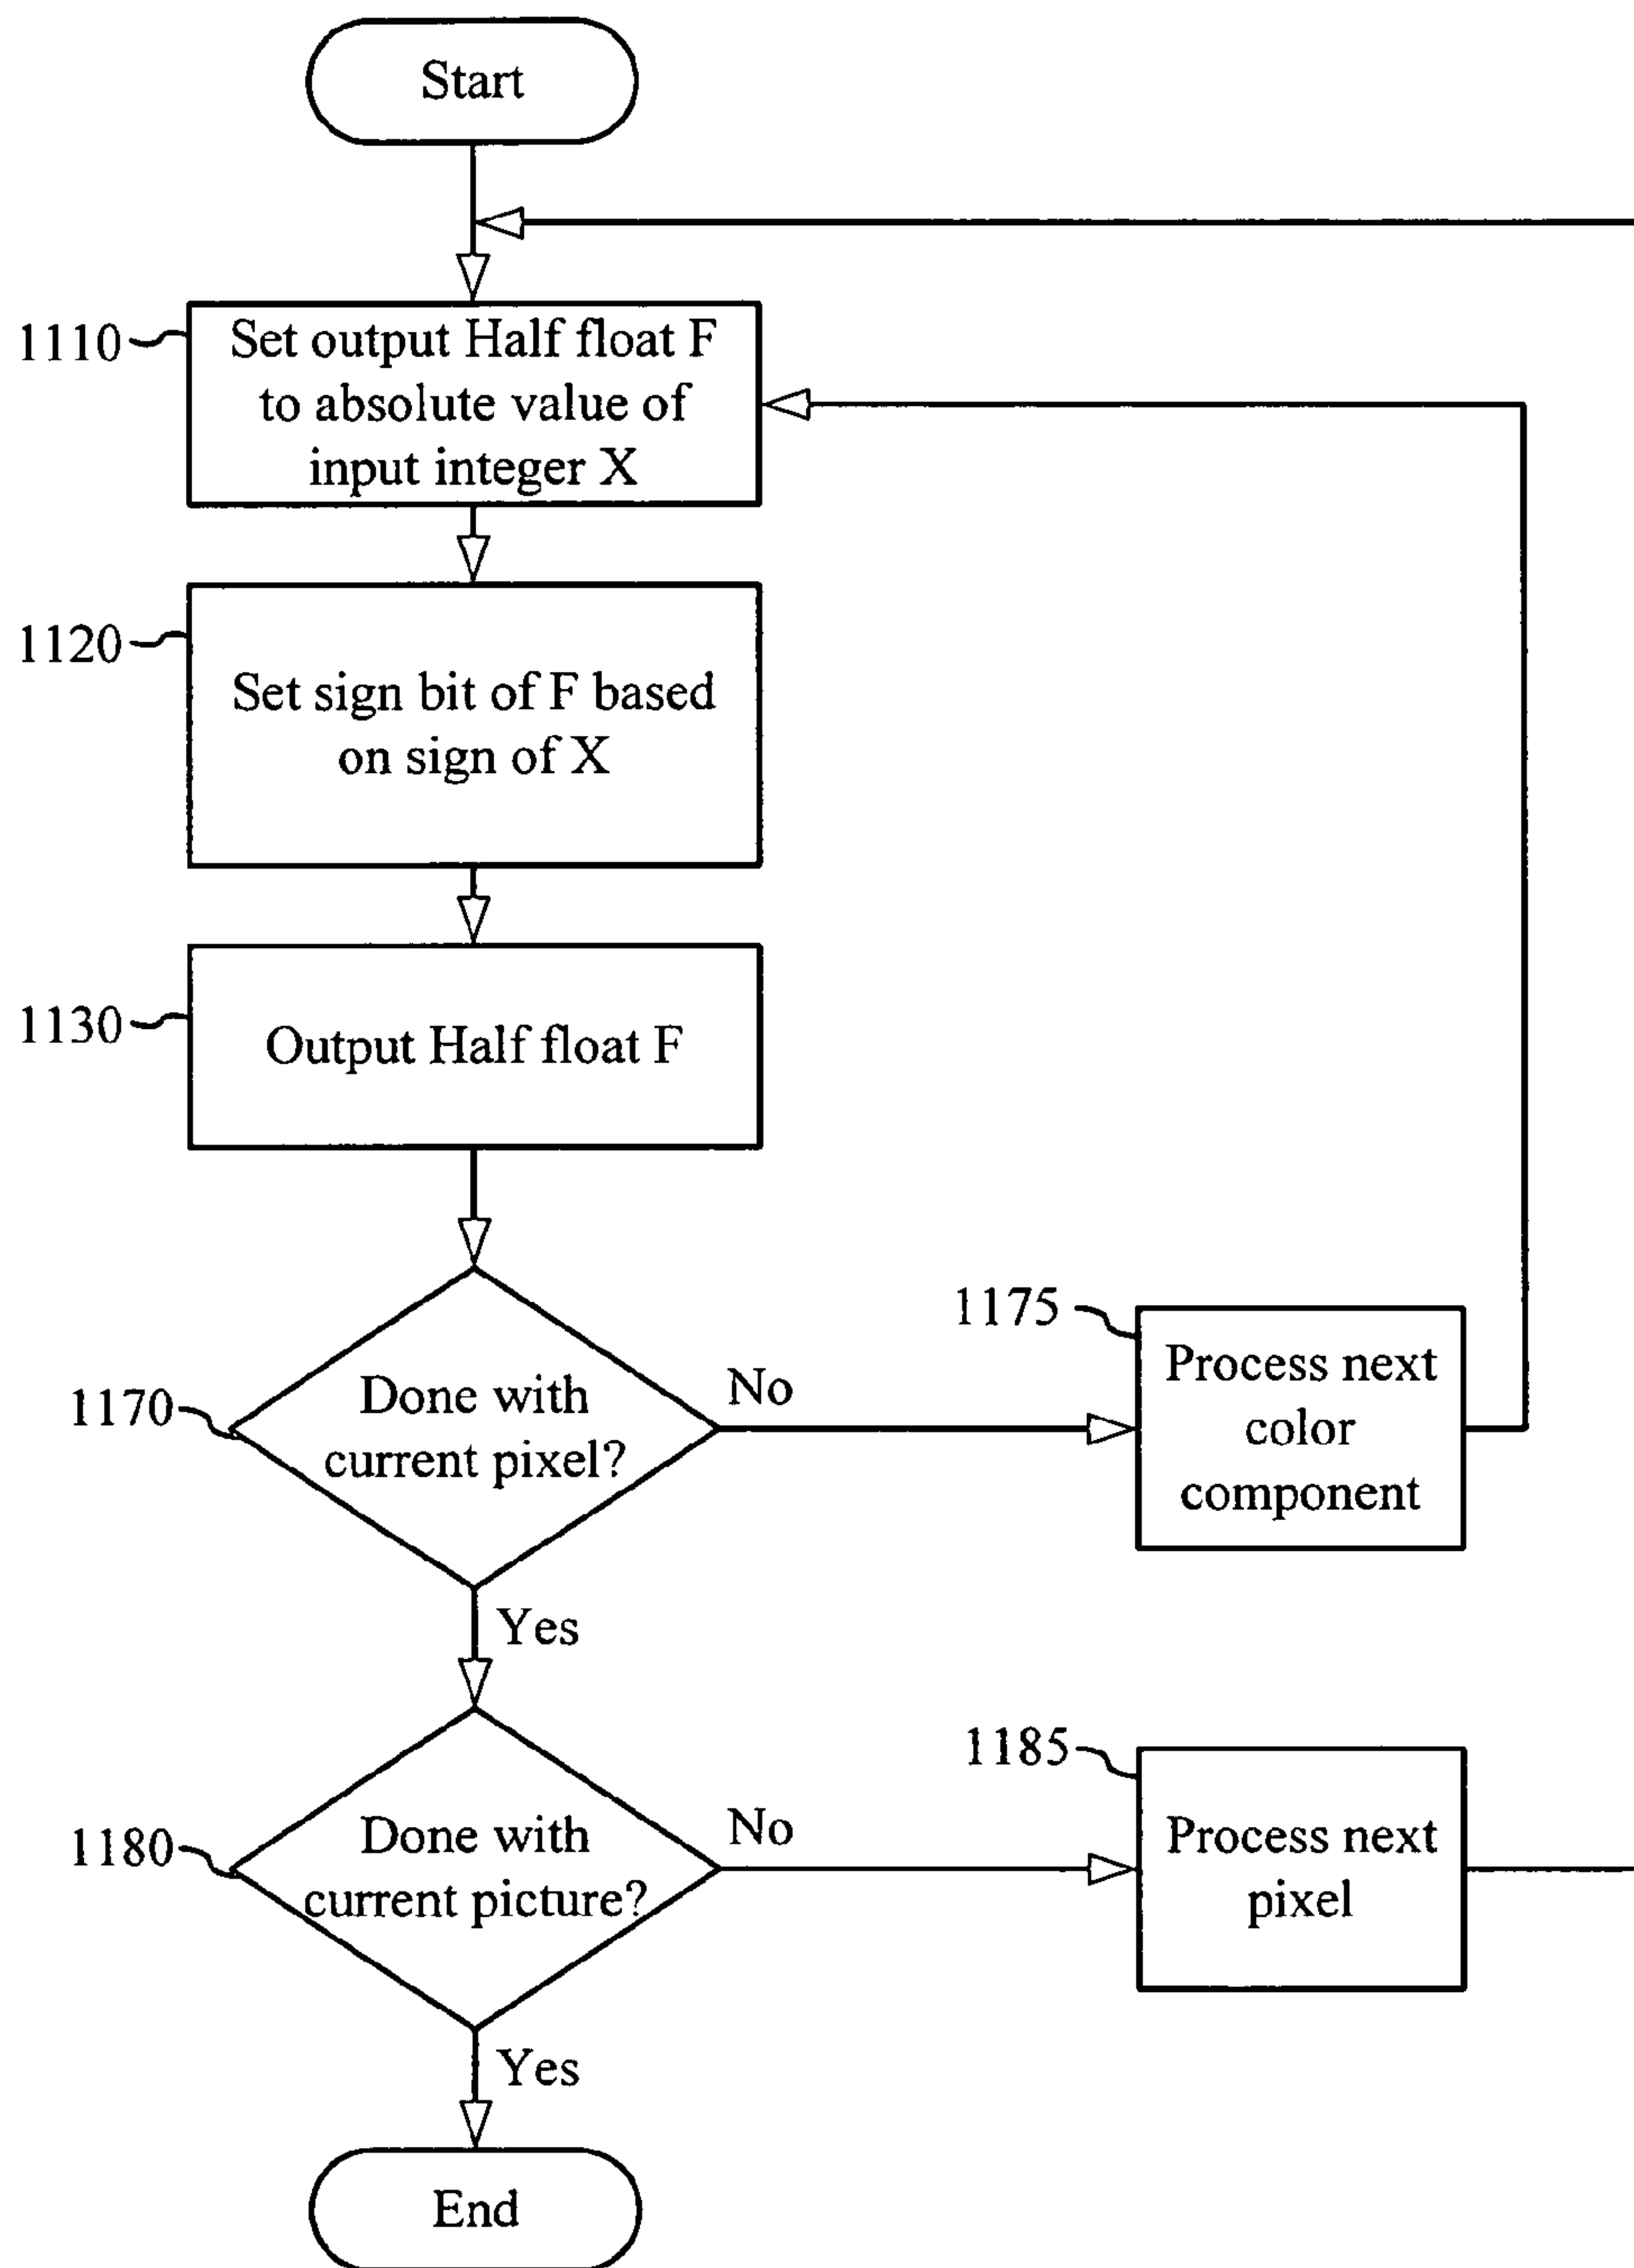 Start
1110
Set output Half float F
to absolute value of
input integer X
1120
Set sign bit of F based
on sign of X
1130
Output Half float F
1170
Done with
current pixel?
No
1175
Process next
color
component
Yes
1180
Done with
current picture?
No
1185
Process next
pixel
Yes
End